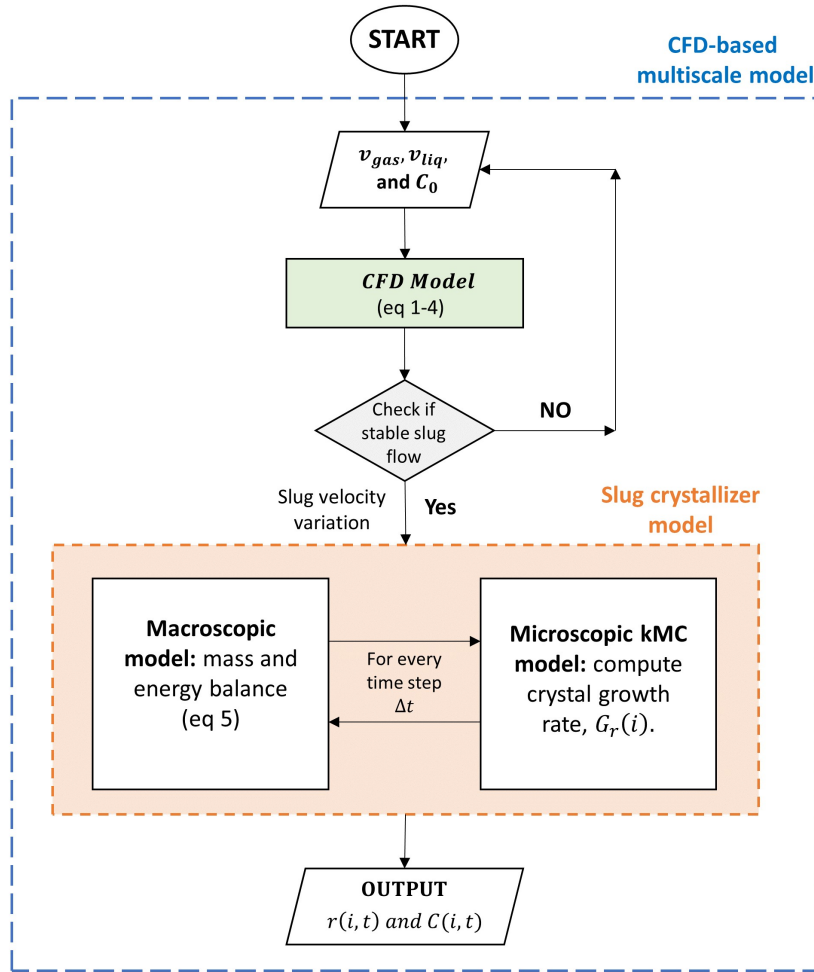 START
CFD-based
multiscale model
v_gas, v_liq,
and C_0
CFD Model
(eq 1-4)
Check if
stable slug
flow
NO
Slug velocity
variation
Yes
Slug crystallizer
model
Macroscopic
model: mass and
energy balance
(eq 5)
For every
time step
Δt
Microscopic kMC
model: compute
crystal growth
rate, G_r(i).
OUTPUT
r(i,t) and C(i,t)